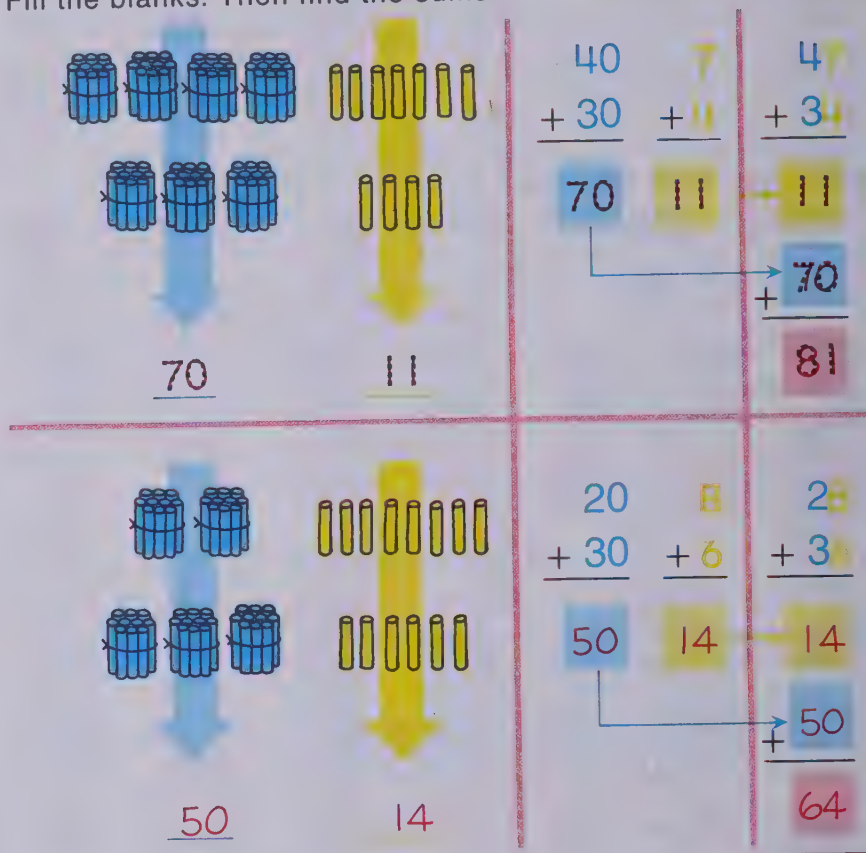 Fill the blanks. Then find the sums
70 11
40 7 47
+ 30 + 4 + 34
70 11 11
+ 70
81
50 14
20 8 28
+ 30 + 6 + 36
50 14 14
+ 50
64